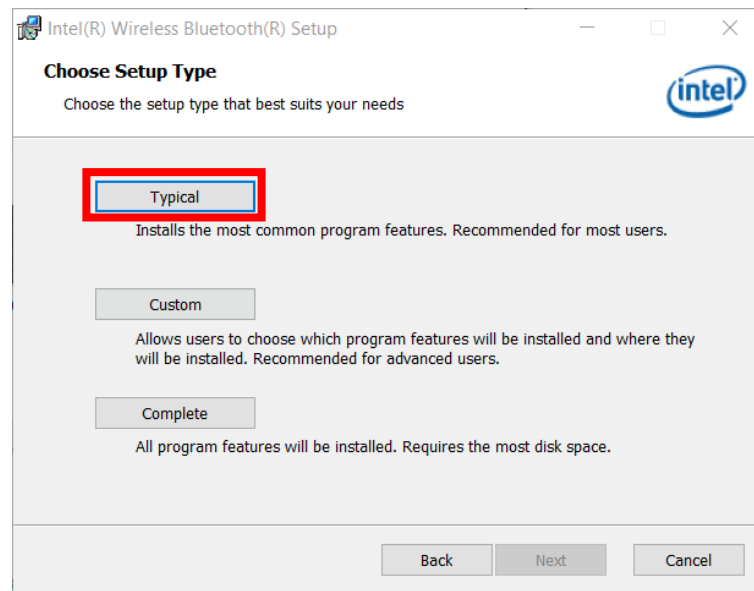 Intel(R) Wireless Bluetooth(R) Setup
Choose Setup Type
Choose the setup type that best suits your needs
intel
Typical
Installs the most common program features. Recommended for most users.
Custom
Allows users to choose which program features will be installed and where they
will be installed. Recommended for advanced users.
Complete
All program features will be installed. Requires the most disk space.
Back
Next
Cancel